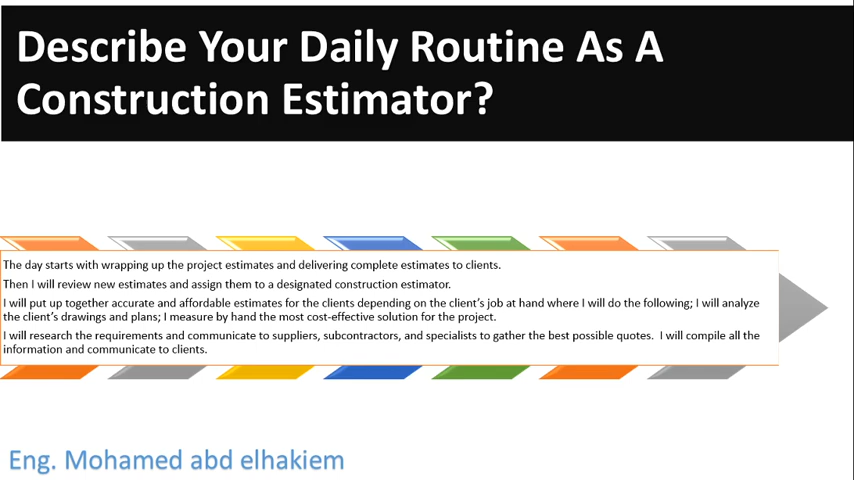 Describe Your Daily Routine As A
Construction Estimator?
The day starts with wrapping up the project estimates and delivering complete estimates to clients.
Then I will review new estimates and assign them to a designated construction estimator.
I will put up together accurate and affordable estimates for the clients depending on the client’s job at hand where I will do the following; I will analyze
the client’s drawings and plans; I measure by hand the most cost-effective solution for the project.
I will research the requirements and communicate to suppliers, subcontractors, and specialists to gather the best possible quotes.  I will compile all the
information and communicate to clients.
Eng. Mohamed abd elhakiem